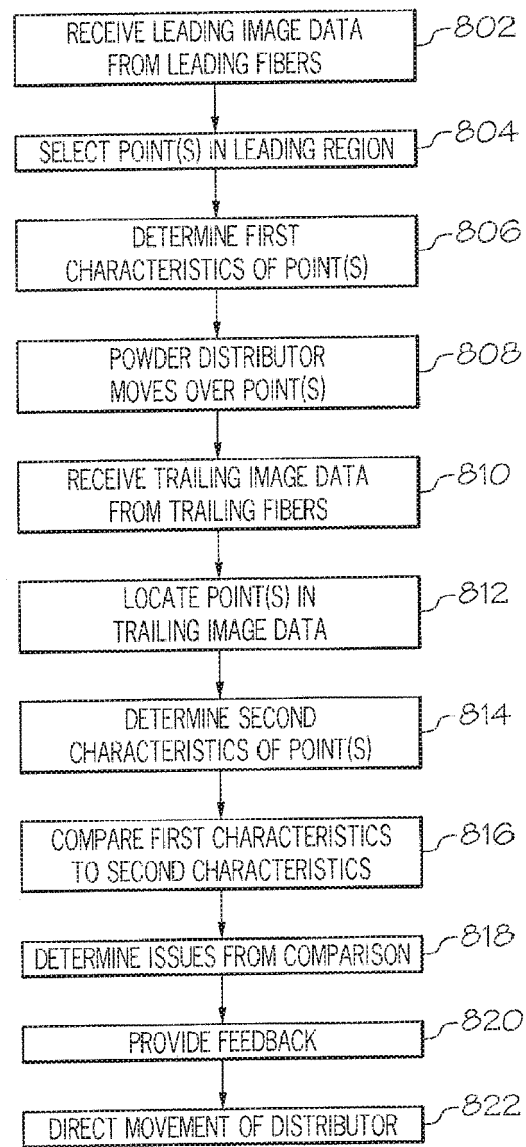 RECEIVE LEADING IMAGE DATA
FROM LEADING FIBERS
802
SELECT POINT(S) IN LEADING REGION
804
DETERMINE FIRST
CHARACTERISTICS OF POINT(S)
806
POWDER DISTRIBUTOR
MOVES OVER POINT(S)
808
RECEIVE TRAILING IMAGE DATA
FROM TRAILING FIBERS
810
LOCATE POINT(S) IN
TRAILING IMAGE DATA
812
DETERMINE SECOND
CHARACTERISTICS OF POINT(S)
814
COMPARE FIRST CHARACTERISTICS
TO SECOND CHARACTERISTICS
816
DETERMINE ISSUES FROM COMPARISON
818
PROVIDE FEEDBACK
820
DIRECT MOVEMENT OF DISTRIBUTOR
822